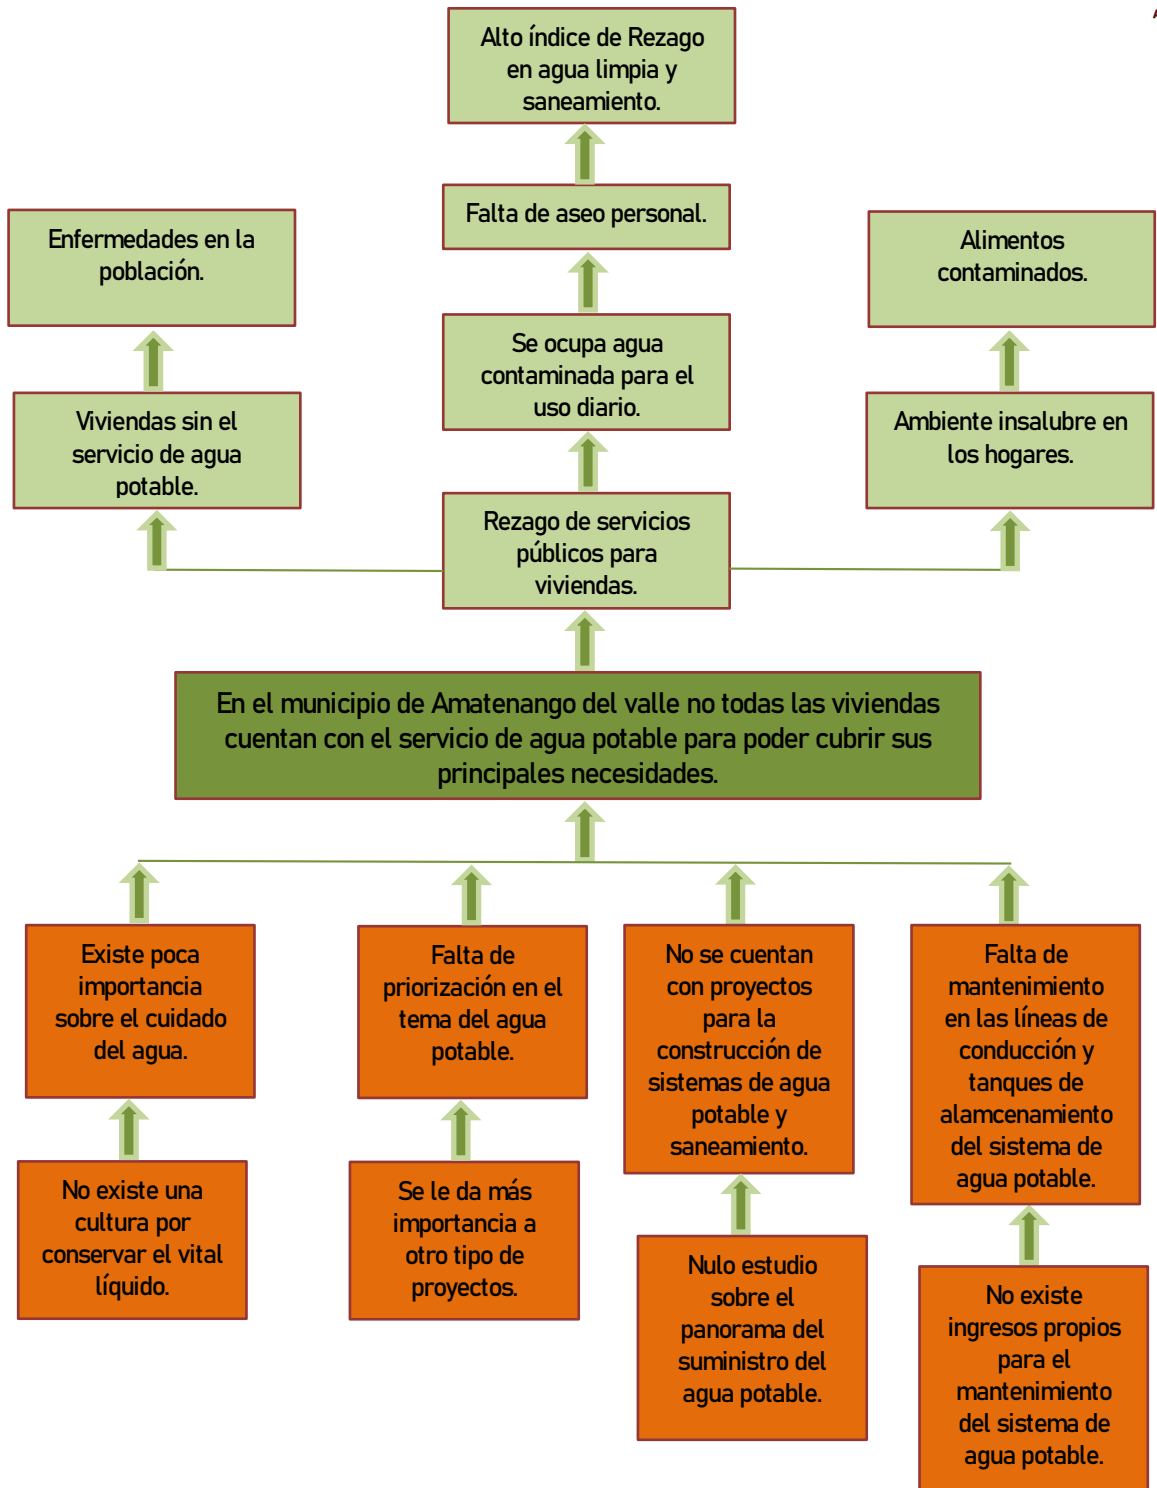 Alto índice de Rezago
en agua limpia y
saneamiento.
Falta de aseo personal.
Enfermedades en la
población.
Alimentos
contaminados.
Se ocupa agua
contaminada para el
uso diario.
Viviendas sin el
servicio de agua
potable.
Ambiente insalubre en
los hogares.
Rezago de servicios
públicos para
viviendas.
En el municipio de Amatenango del valle no todas las viviendas
cuentan con el servicio de agua potable para poder cubrir sus
principales necesidades.
Existe poca
importancia
sobre el cuidado
del agua.
Falta de
priorización en el
tema del agua
potable.
No se cuentan
con proyectos
para la
construcción de
sistemas de agua
potable y
saneamiento.
Falta de
mantenimiento
en las líneas de
conducción y
tanques de
alamcenamiento
del sistema de
agua potable.
No existe una
cultura por
conservar el vital
líquido.
Se le da más
importancia a
otro tipo de
proyectos.
Nulo estudio
sobre el
panorama del
suministro del
agua potable.
No existe
ingresos propios
para el
mantenimiento
del sistema de
agua potable.